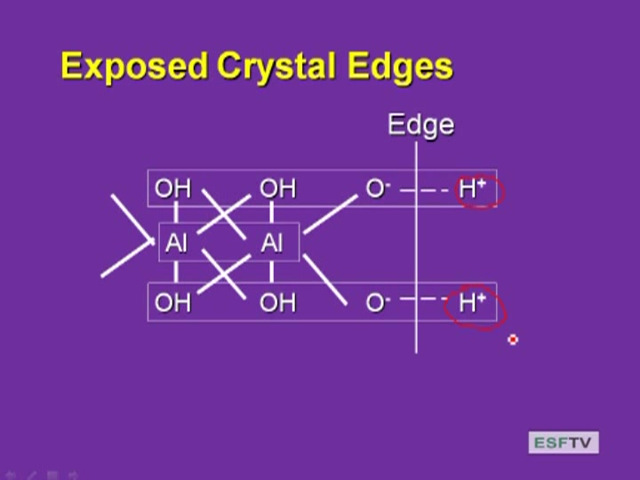 Exposed Crystal Edges
Edge
OH OH O- H+
Al Al
OH OH O- H+
ESFTV